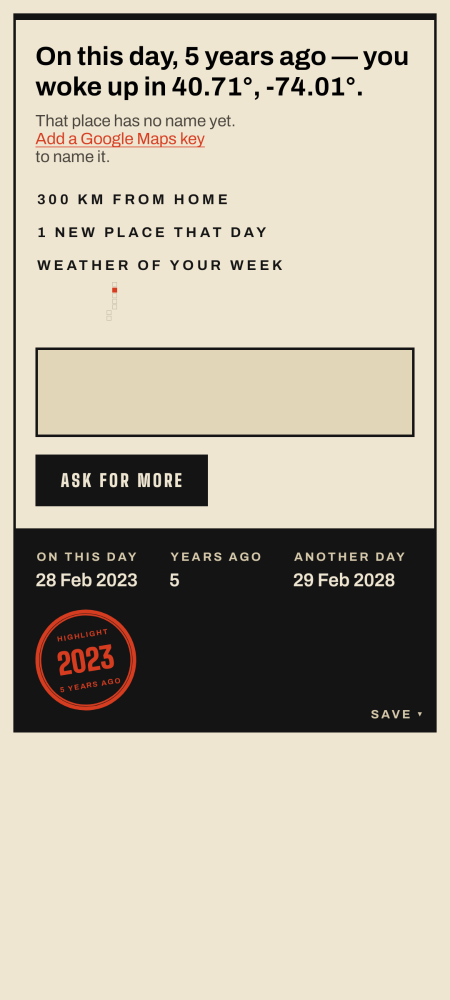 On this day, 5 years ago — you
woke up in 40.71°, -74.01°.
That place has no name yet.
Add a Google Maps key
to name it.
300 KM FROM HOME
1 NEW PLACE THAT DAY
WEATHER OF YOUR WEEK
ASK FOR MORE
ON THIS DAY
28 Feb 2023
YEARS AGO
5
ANOTHER DAY
29 Feb 2028
HIGHLIGHT
2023
5 YEARS AGO
SAVE ▾